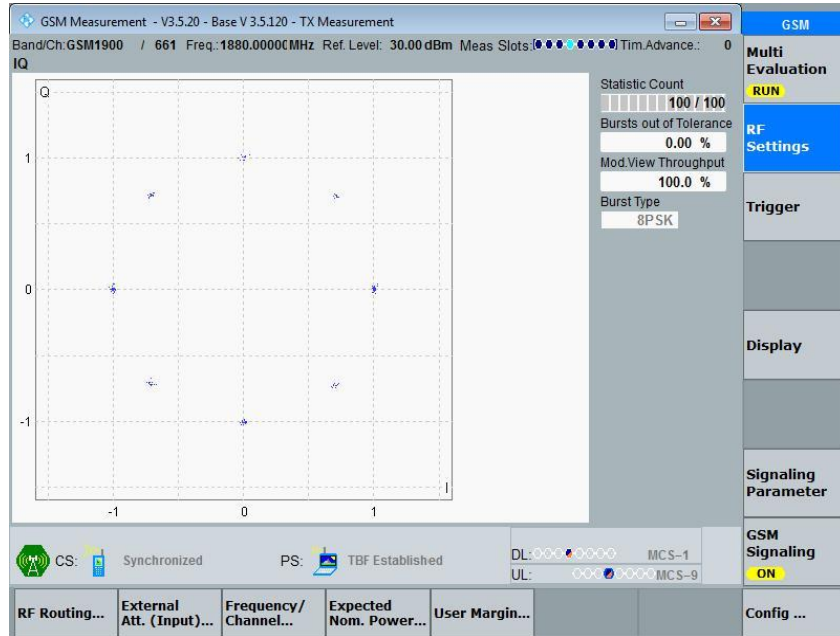 GSM Measurement - V3.5.20 - Base V 3.5.120 - TX Measurement
Band/Ch:GSM1900 / 661 Freq.:1880.0000(MHz Ref. Level: 30.00 dBm Meas Slots: Tim.Advance.: 0
IQ
Q
1
0
-1
-1 0 1
I
Statistic Count
100 / 100
Bursts out of Tolerance
0.00 %
Mod.View Throughput
100.0 %
Burst Type
8PSK
GSM
Multi
Evaluation
RUN
RF
Settings
Trigger
Display
Signaling
Parameter
GSM
Signaling
ON
CS: Synchronized PS: TBF Established DL: MCS-1
UL: MCS-9
RF Routing...
External
Att. (Input)...
Frequency/
Channel...
Expected
Nom. Power...
User Margin...
Config ...